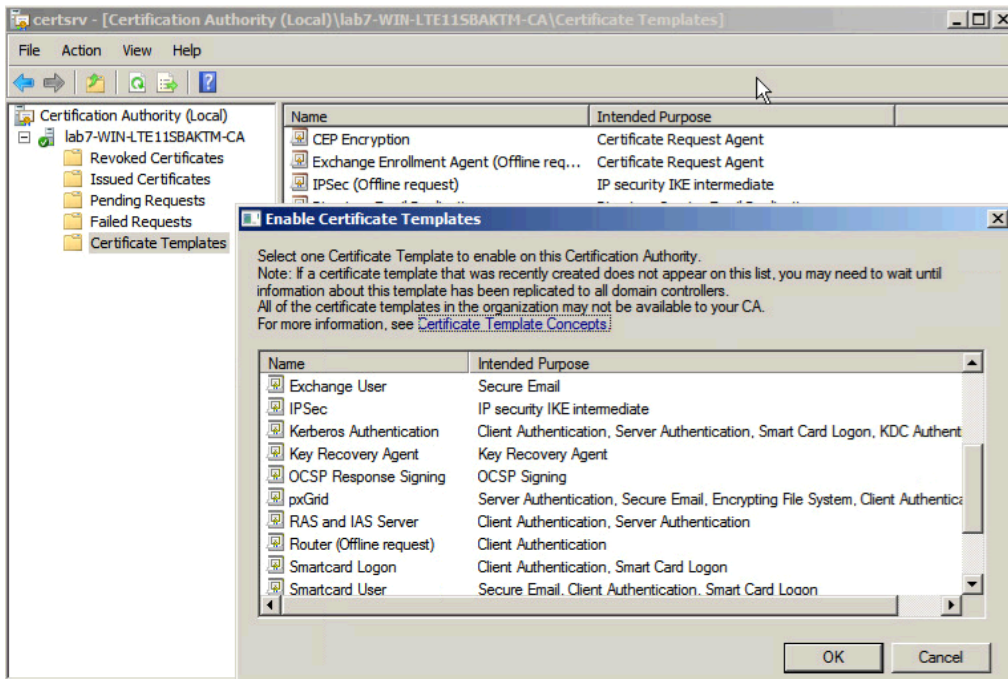 certsrv - [Certification Authority (Local)\lab7-WIN-LTE11SBAKTM-CA\Certificate Templates]
File Action View Help
Certification Authority (Local)
lab7-WIN-LTE11SBAKTM-CA
Revoked Certificates
Issued Certificates
Pending Requests
Failed Requests
Certificate Templates
Name Intended Purpose
CEP Encryption Certificate Request Agent
Exchange Enrollment Agent (Offline req... Certificate Request Agent
IPSec (Offline request) IP security IKE intermediate
Enable Certificate Templates
Select one Certificate Template to enable on this Certification Authority.
Note: If a certificate template that was recently created does not appear on this list, you may need to wait until
information about this template has been replicated to all domain controllers.
All of the certificate templates in the organization may not be available to your CA.
For more information, see Certificate Template Concepts.
Name Intended Purpose
Exchange User Secure Email
IPSec IP security IKE intermediate
Kerberos Authentication Client Authentication, Server Authentication, Smart Card Logon, KDC Authent
Key Recovery Agent Key Recovery Agent
OCSP Response Signing OCSP Signing
pxGrid Server Authentication, Secure Email, Encrypting File System, Client Authentica
RAS and IAS Server Client Authentication, Server Authentication
Router (Offline request) Client Authentication
Smartcard Logon Client Authentication, Smart Card Logon
Smartcard User Secure Email, Client Authentication, Smart Card Logon
OK Cancel